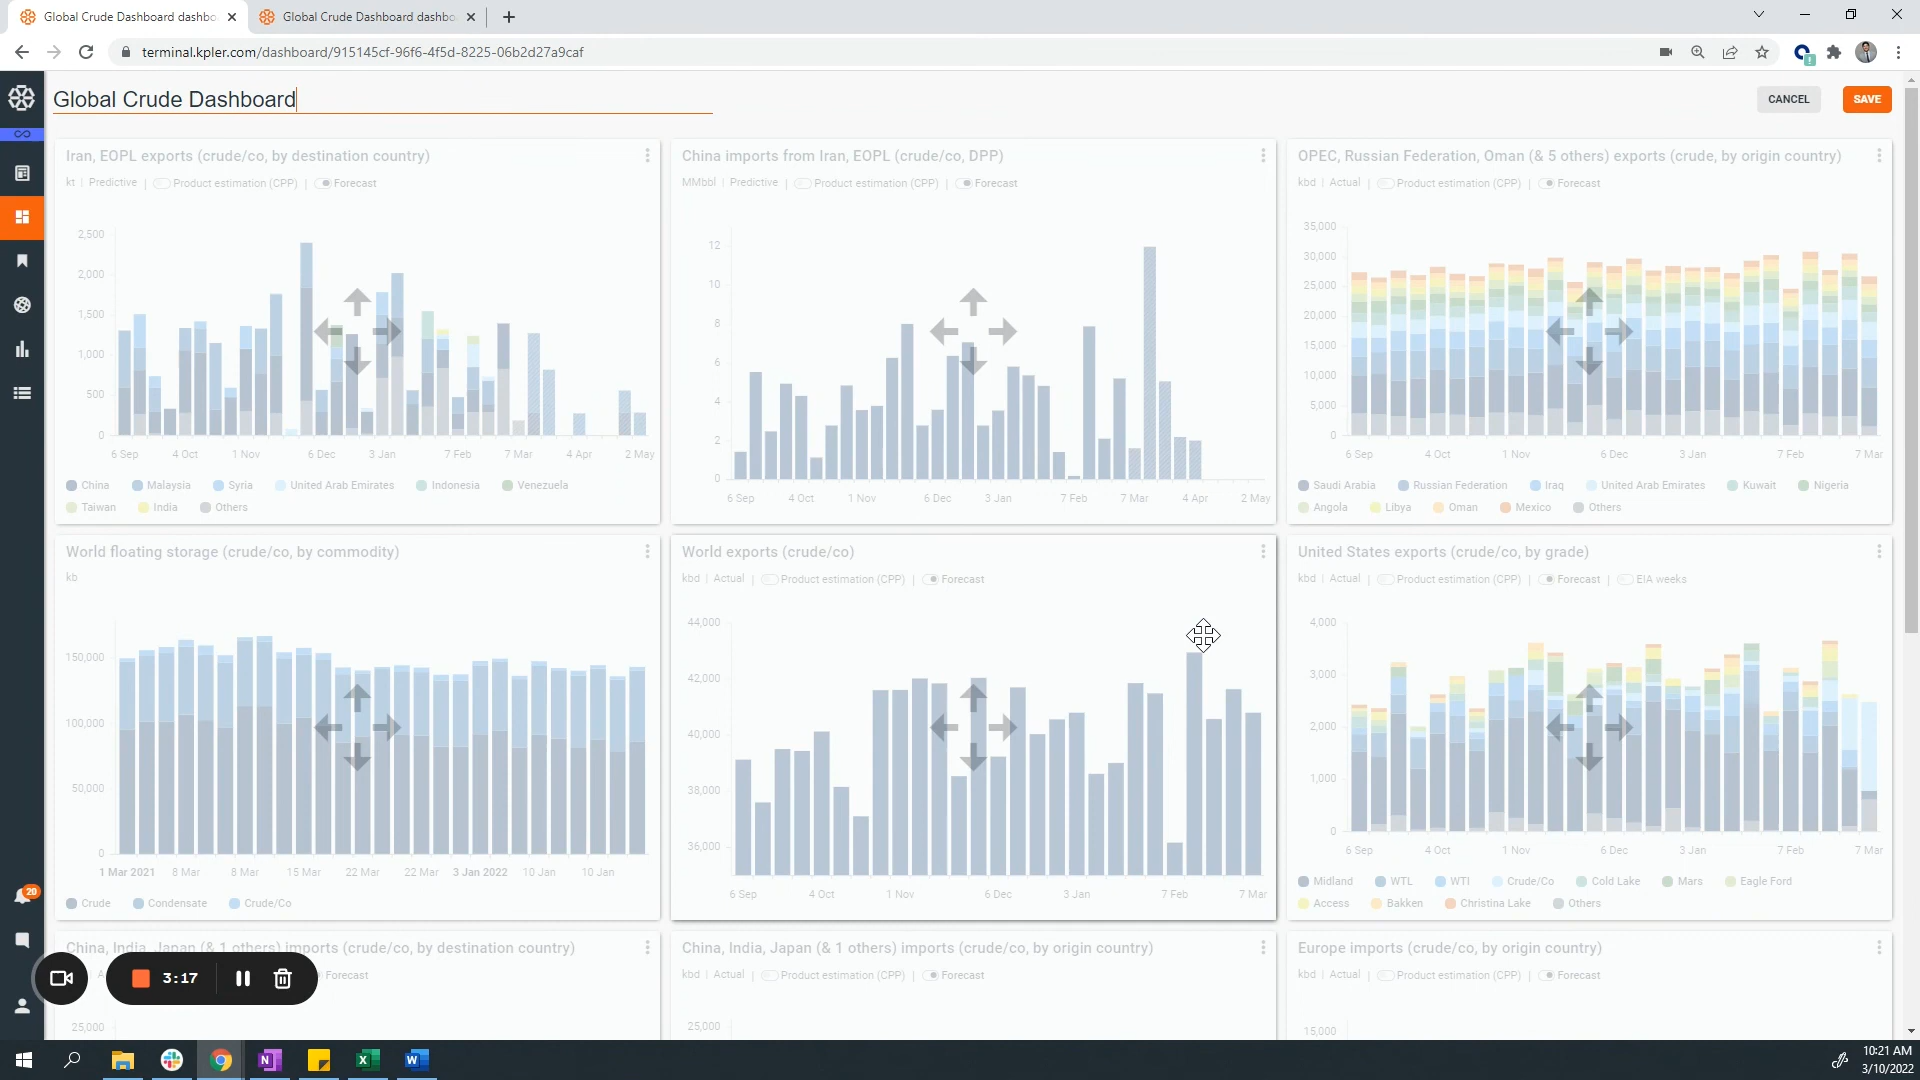 Global Crude Dashboard dashbo
Global Crude Dashboard dashbo
terminal.kpler.com/dashboard/915145cf-96f6-4f5d-8225-06b2d27a9caf
Global Crude Dashboard
CANCEL
SAVE
Iran, EOPL exports (crude/co, by destination country)
kt | Predictive | Product estimation (CPP) | Forecast
2,500
2,000
1,500
1,000
500
0
6 Sep 4 Oct 1 Nov 6 Dec 3 Jan 7 Feb 7 Mar 4 Apr 2 May
China Malaysia Syria United Arab Emirates Indonesia Venezuela
Taiwan India Others
China imports from Iran, EOPL (crude/co, DPP)
MMbbl | Predictive | Product estimation (CPP) | Forecast
12
10
8
6
4
2
0
6 Sep 4 Oct 1 Nov 6 Dec 3 Jan 7 Feb 7 Mar 4 Apr 2 May
OPEC, Russian Federation, Oman (& 5 others) exports (crude, by origin country)
kbd | Actual | Product estimation (CPP) | Forecast
35,000
30,000
25,000
20,000
15,000
10,000
5,000
0
6 Sep 4 Oct 1 Nov 6 Dec 3 Jan 7 Feb 7 Mar
Saudi Arabia Russian Federation Iraq United Arab Emirates Kuwait Nigeria
Angola Libya Oman Mexico Others
World floating storage (crude/co, by commodity)
kb
150,000
100,000
50,000
0
1 Mar 2021 8 Mar 8 Mar 15 Mar 22 Mar 22 Mar 3 Jan 2022 10 Jan 10 Jan
Crude Condensate Crude/Co
World exports (crude/co)
kbd | Actual | Product estimation (CPP) | Forecast
44,000
42,000
40,000
38,000
36,000
6 Sep 4 Oct 1 Nov 6 Dec 3 Jan 7 Feb 7 Mar
United States exports (crude/co, by grade)
kbd | Actual | Product estimation (CPP) | Forecast | EIA weeks
4,000
3,000
2,000
1,000
0
6 Sep 4 Oct 1 Nov 6 Dec 3 Jan 7 Feb 7 Mar
Midland WTL WTI Crude/Co Cold Lake Mars Eagle Ford
Access Bakken Christina Lake Others
China, India, Japan (& 1 others) imports (crude/co, by destination country)
Forecast
25,000
China, India, Japan (& 1 others) imports (crude/co, by origin country)
kbd | Actual | Product estimation (CPP) | Forecast
25,000
Europe imports (crude/co, by origin country)
kbd | Actual | Product estimation (CPP) | Forecast
15,000
20
3:17
10:21 AM
3/10/2022